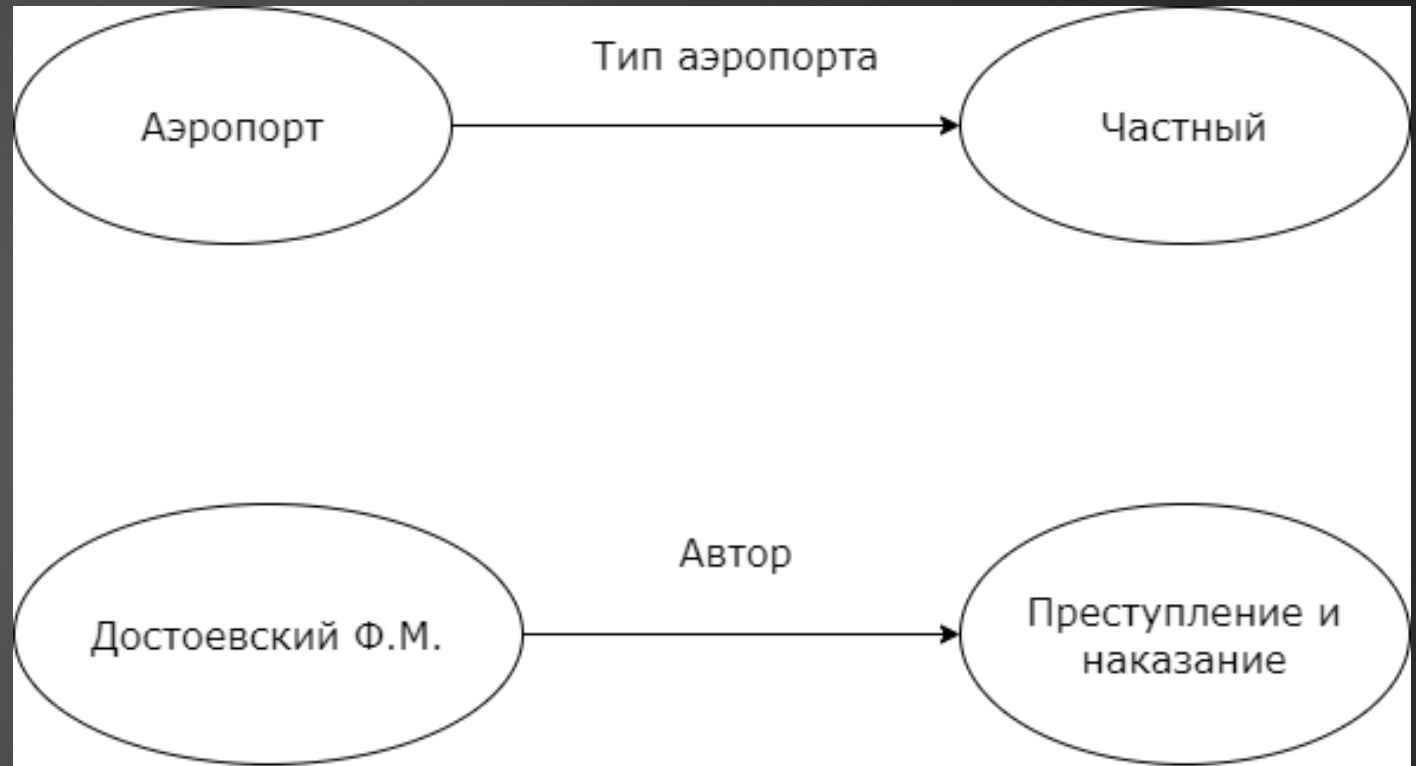 Тип аэропорта
Аэропорт
Частный
Автор
Достоевский Ф.М.
Преступление и
наказание